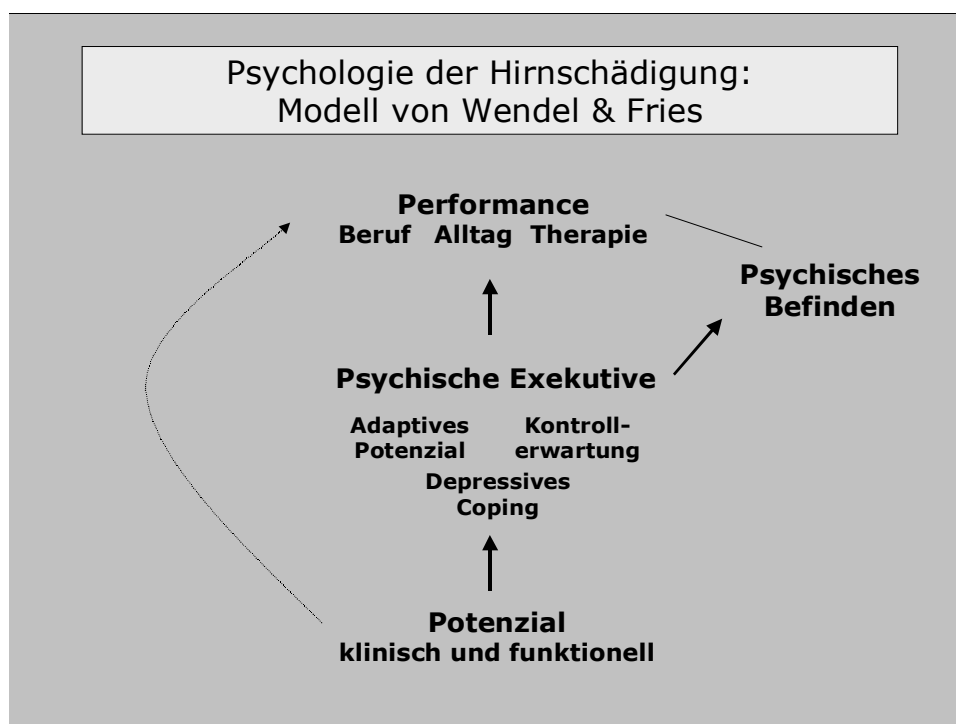 Psychologie der Hirnschädigung:
Modell von Wendel & Fries
Performance
Beruf Alltag Therapie
Psychisches
Befinden
Psychische Exekutive
Adaptives
Potenzial
Kontroll-
erwartung
Depressives
Coping
Potenzial
klinisch und funktionell